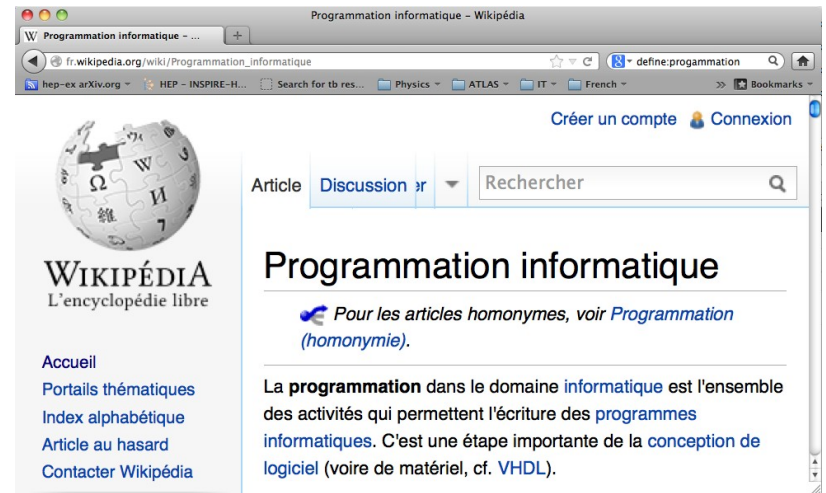 Programmation informatique – Wikipédia
W Programmation informatique – ...
fr.wikipedia.org/wiki/Programmation_informatique
define:progammation
hep-ex arXiv.org
HEP – INSPIRE-H...
Search for tb res...
Physics
ATLAS
IT
French
Bookmarks
Créer un compte Connexion
Article Discussion er Rechercher
WIKIPÉDIA
L'encyclopédie libre
Accueil
Portails thématiques
Index alphabétique
Article au hasard
Contacter Wikipédia
Programmation informatique
Pour les articles homonymes, voir Programmation
(homonymie).
La programmation dans le domaine informatique est l'ensemble
des activités qui permettent l'écriture des programmes
informatiques. C'est une étape importante de la conception de
logiciel (voire de matériel, cf. VHDL).